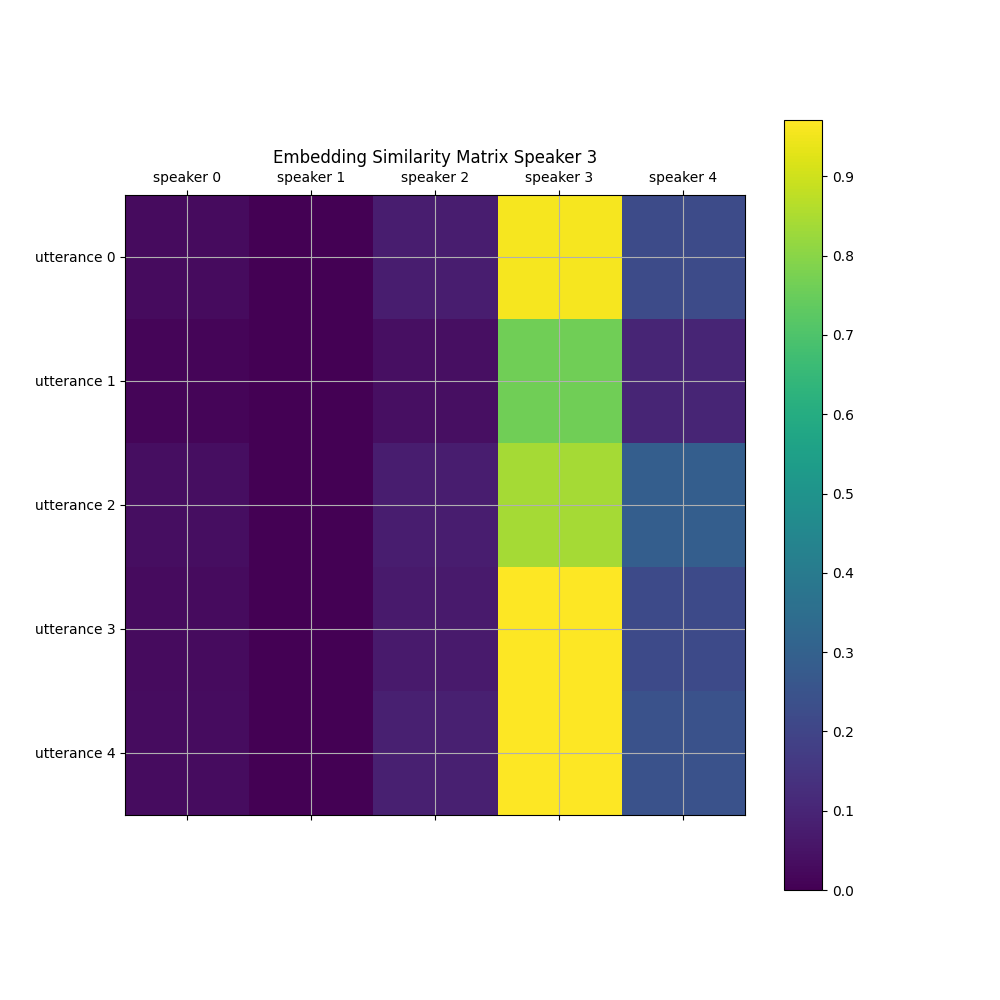 Embedding Similarity Matrix Speaker 3
speaker 0 speaker 1 speaker 2 speaker 3 speaker 4
utterance 0
utterance 1
utterance 2
utterance 3
utterance 4
0.9
0.8
0.7
0.6
0.5
0.4
0.3
0.2
0.1
0.0